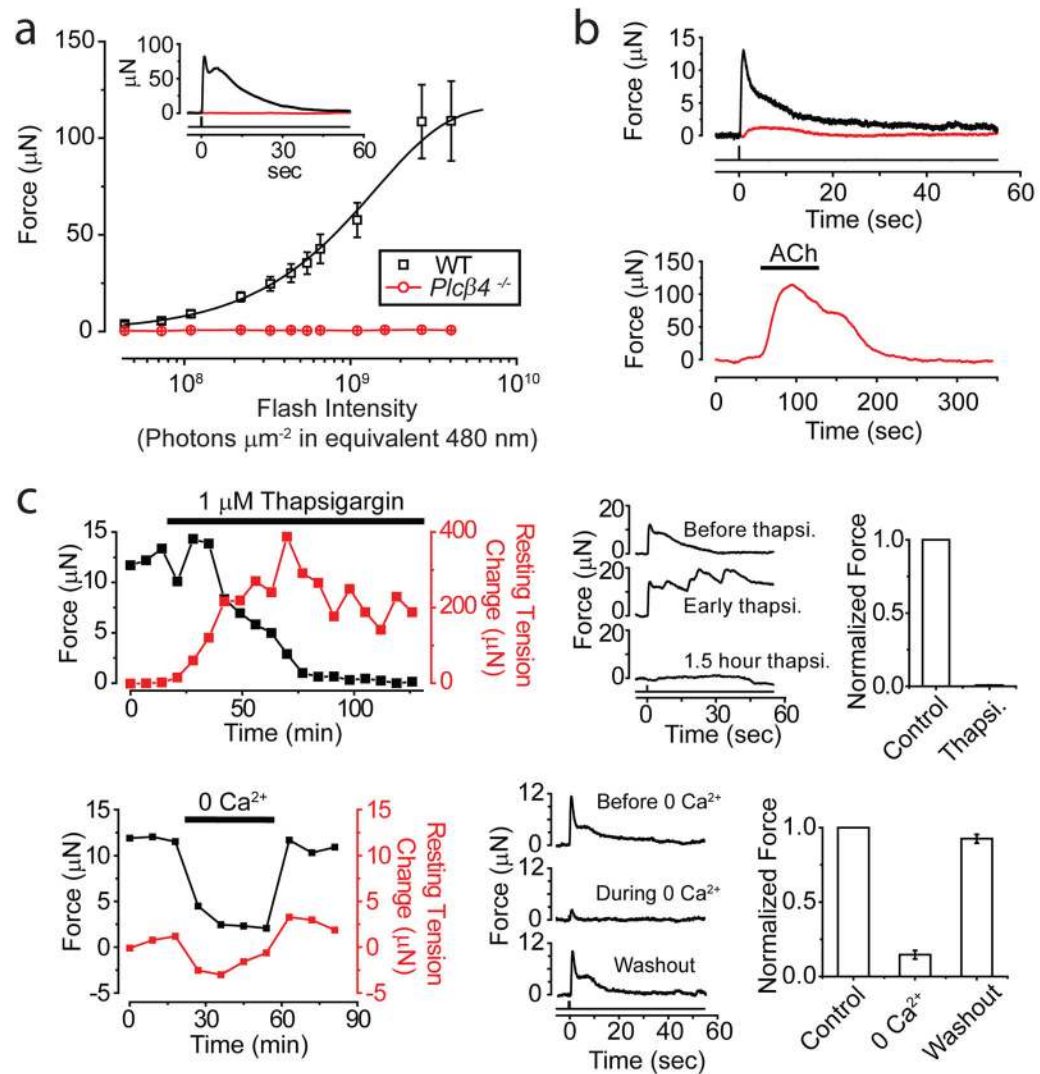 a
150
100
50
0
Force (µN)
µN
100
50
0
0
30
60
sec
WT
Plcβ4 -/-
10⁸
10⁹
10¹⁰
Flash Intensity
(Photons µm⁻² in equivalent 480 nm)
b
Force (µN)
15
10
5
0
0
20
40
60
Time (sec)
ACh
Force (µN)
150
100
50
0
0
100
200
300
Time (sec)
c
1 µM Thapsigargin
Force (µN)
15
10
5
0
400
200
0
Resting Tension
Change (µN)
0
50
100
Time (min)
Force (µN)
20
0
Before thapsi.
20
0
Early thapsi.
20
0
1.5 hour thapsi.
0
30
60
Time (sec)
Normalized Force
1.0
0.5
0.0
Control
Thapsi.
0 Ca²⁺
Force (µN)
15
10
5
0
-5
15
10
5
0
-5
Resting Tension
Change (µN)
0
30
60
90
Time (min)
Force (µN)
12
0
Before 0 Ca²⁺
12
0
During 0 Ca²⁺
12
0
Washout
0
20
40
60
Time (sec)
Normalized Force
1.0
0.5
0.0
Control
0 Ca²⁺
Washout